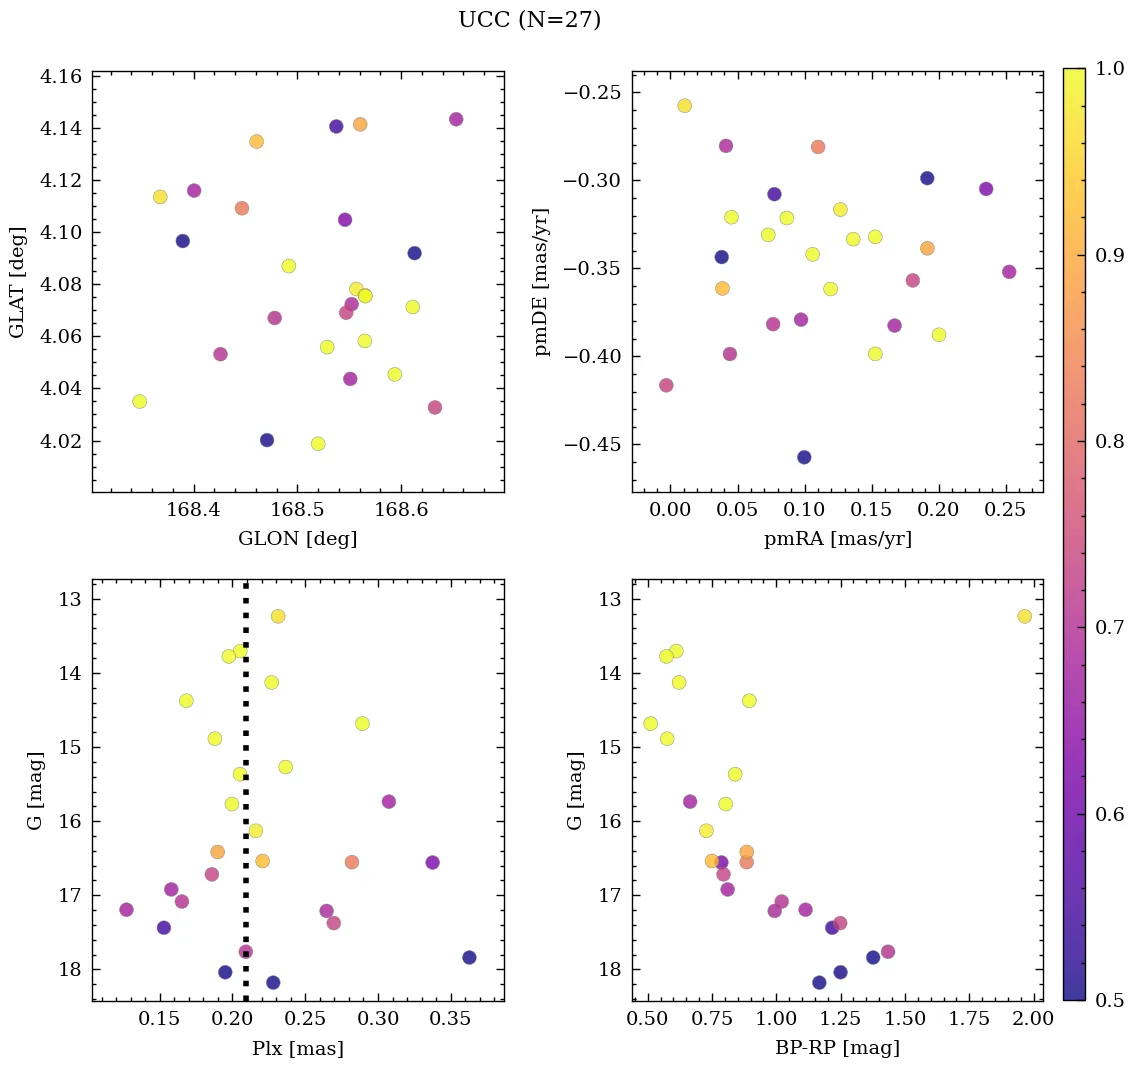 UCC (N=27)
4.16
4.14
4.12
4.10
4.08
4.06
4.04
4.02
GLAT [deg]
168.4 168.5 168.6
GLON [deg]
−0.25
−0.30
−0.35
−0.40
−0.45
pmDE [mas/yr]
0.00 0.05 0.10 0.15 0.20 0.25
pmRA [mas/yr]
13
14
15
16
17
18
G [mag]
0.15 0.20 0.25 0.30 0.35
Plx [mas]
13
14
15
16
17
18
G [mag]
0.50 0.75 1.00 1.25 1.50 1.75 2.00
BP-RP [mag]
1.0
0.9
0.8
0.7
0.6
0.5